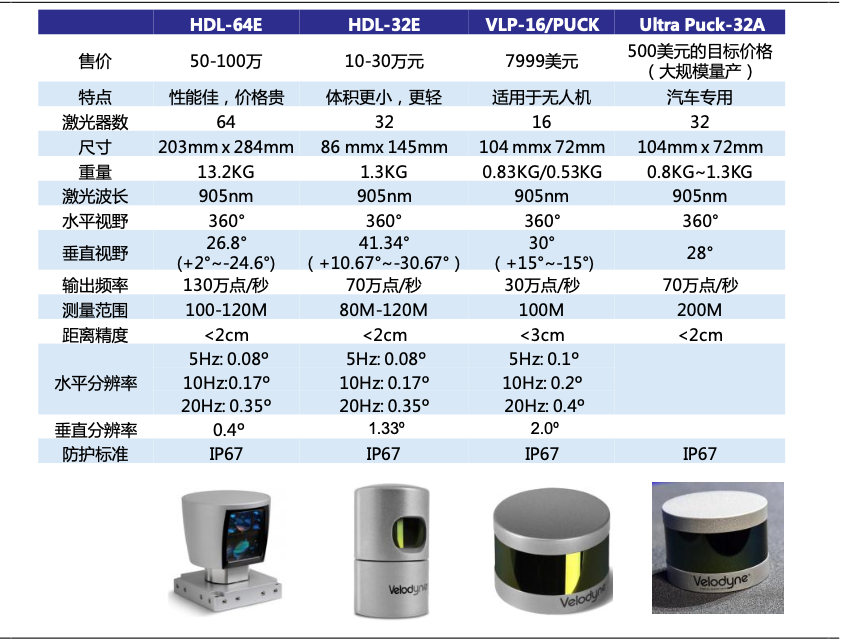 HDL-64E HDL-32E VLP-16/PUCK Ultra Puck-32A
售价 50-100万 10-30万元 7999美元 500美元的目标价格
（大规模量产）
特点 性能佳，价格贵 体积更小，更轻 适用于无人机 汽车专用
激光器数 64 32 16 32
尺寸 203mm x 284mm 86 mmx 145mm 104 mmx 72mm 104mm x 72mm
重量 13.2KG 1.3KG 0.83KG/0.53KG 0.8KG~1.3KG
激光波长 905nm 905nm 905nm 905nm
水平视野 360° 360° 360° 360°
垂直视野 26.8° 41.34° 30° 28°
(+2°~-24.6°) （+10.67°~-30.67°） （+15°~-15°)
输出频率 130万点/秒 70万点/秒 30万点/秒 70万点/秒
测量范围 100-120M 80M-120M 100M 200M
距离精度 <2cm <2cm <3cm <2cm
水平分辨率 5Hz: 0.08º 5Hz: 0.08º 5Hz: 0.1º
10Hz:0.17º 10Hz: 0.17º 10Hz: 0.2º
20Hz: 0.35º 20Hz: 0.35º 20Hz: 0.4º
垂直分辨率 0.4º 1.33º 2.0º
防护标准 IP67 IP67 IP67 IP67
Velodyne
Velodyne
Velodyne